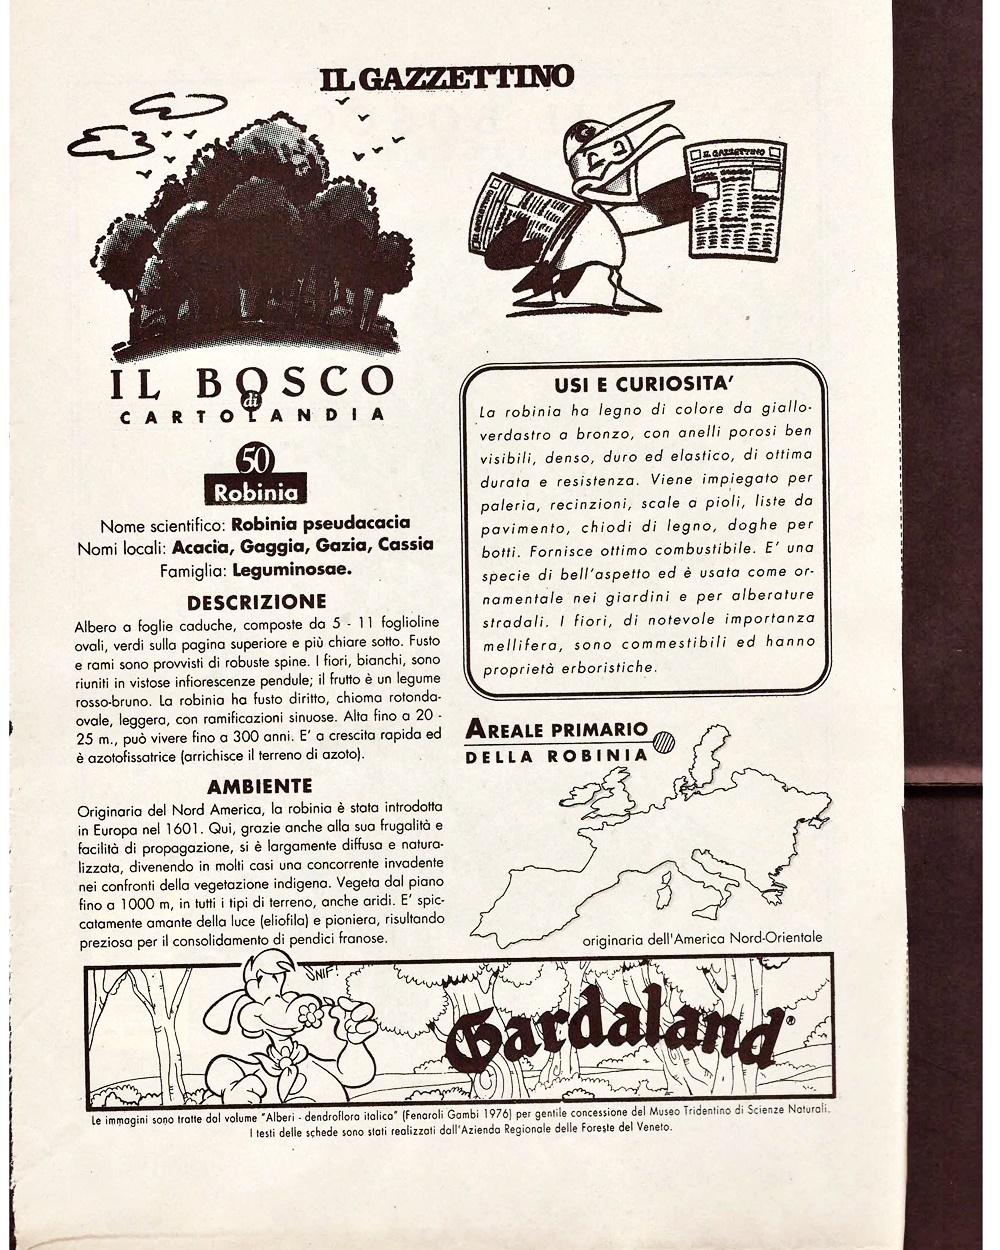 IL GAZZETTINO
IL GAZZETTINO
IL GAZZETTINO
IL BOSCO
di
CARTOLANDIA
50
Robinia
Nome scientifico: Robinia pseudacacia
Nomi locali: Acacia, Gaggia, Gazia, Cassia
Famiglia: Leguminosae.
DESCRIZIONE
Albero a foglie caduche, composte da 5 - 11 foglioline
ovali, verdi sulla pagina superiore e più chiare sotto. Fusto
e rami sono provvisti di robuste spine. I fiori, bianchi, sono
riuniti in vistose infiorescenze pendule; il frutto è un legume
rosso-bruno. La robinia ha fusto diritto, chioma rotonda-
ovale, leggera, con ramificazioni sinuose. Alta fino a 20 -
25 m., può vivere fino a 300 anni. E' a crescita rapida ed
è azotofissatrice (arrichisce il terreno di azoto).
AMBIENTE
Originaria del Nord America, la robinia è stata introdotta
in Europa nel 1601. Qui, grazie anche alla sua frugalità e
facilità di propagazione, si è largamente diffusa e natura-
lizzata, divenendo in molti casi una concorrente invadente
nei confronti della vegetazione indigena. Vegeta dal piano
fino a 1000 m, in tutti i tipi di terreno, anche aridi. E' spic-
catamente amante della luce (eliofila) e pioniera, risultando
preziosa per il consolidamento di pendici franose.
USI E CURIOSITA'
La robinia ha legno di colore da giallo-
verdastro a bronzo, con anelli porosi ben
visibili, denso, duro ed elastico, di ottima
durata e resistenza. Viene impiegato per
paleria, recinzioni, scale a pioli, liste da
pavimento, chiodi di legno, doghe per
botti. Fornisce ottimo combustibile. E' una
specie di bell'aspetto ed è usata come or-
namentale nei giardini e per alberature
stradali. I fiori, di notevole importanza
mellifera, sono commestibili ed hanno
proprietà erboristiche.
AREALE PRIMARIO
DELLA ROBINIA
originaria dell'America Nord-Orientale
SNIF!
Gardaland®
Le immagini sono tratte dal volume "Alberi - dendroflora italica" (Fenaroli Gambi 1976) per gentile concessione del Museo Tridentino di Scienze Naturali.
I testi delle schede sono stati realizzati dall'Azienda Regionale delle Foreste del Veneto.